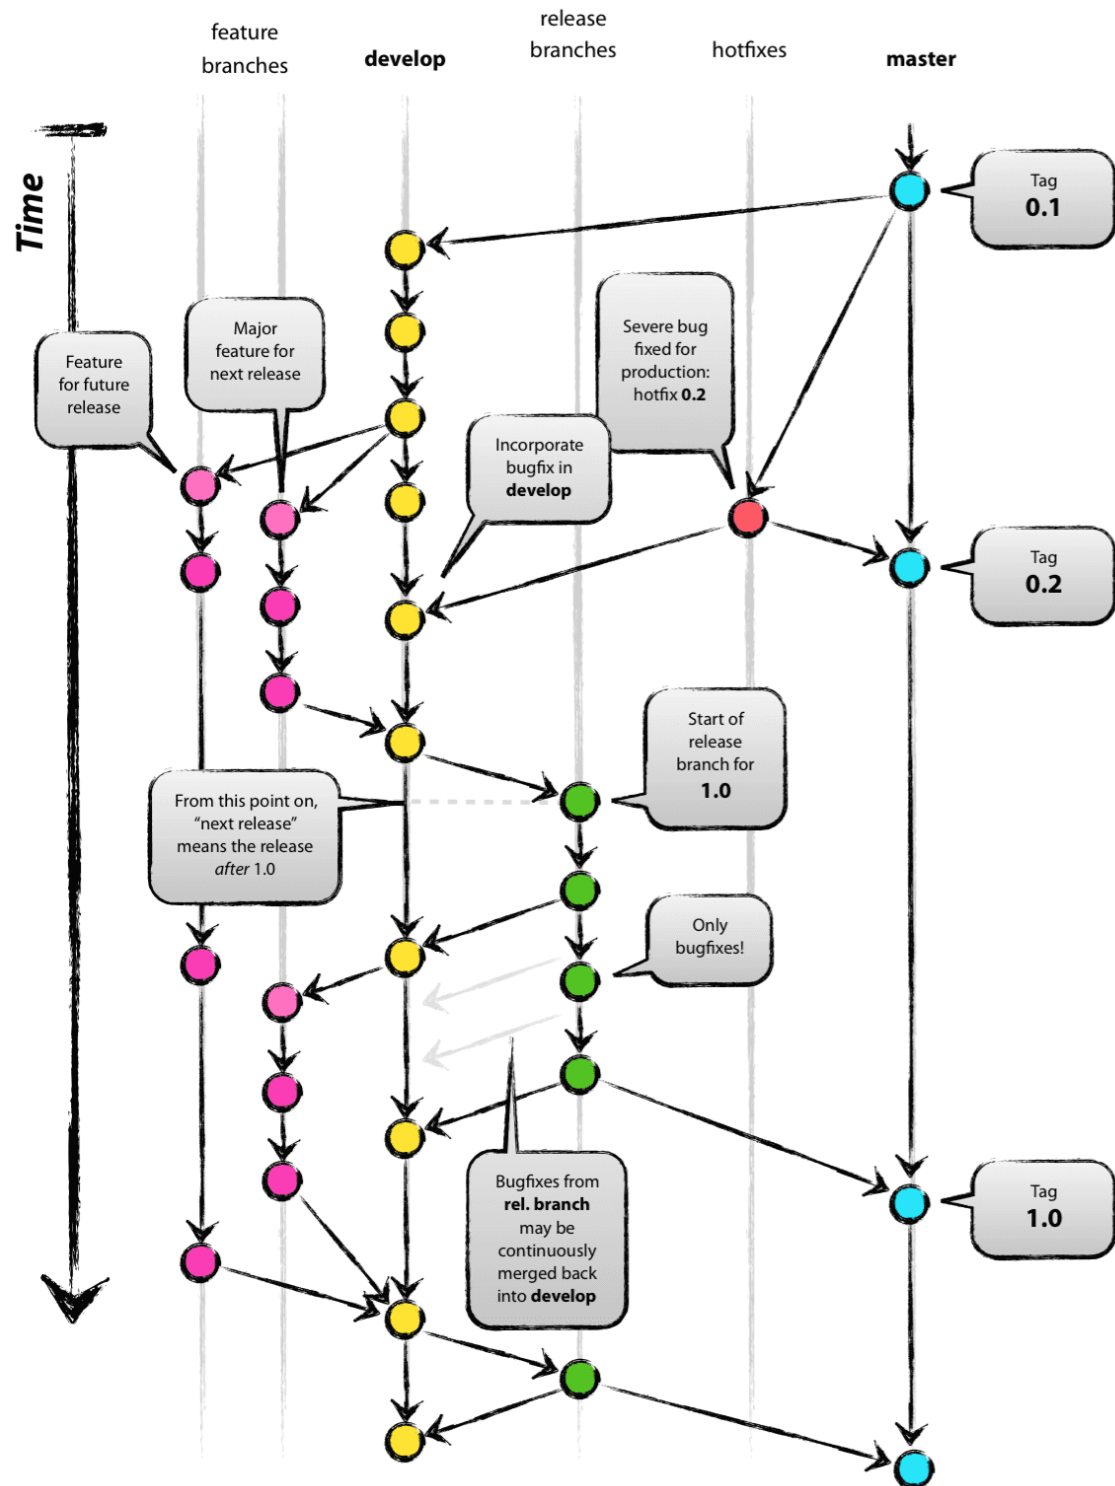 feature
branches
develop
release
branches
hotfixes
master
Time
Tag
0.1
Major
feature for
next release
Feature
for future
release
Severe bug
fixed for
production:
hotfix 0.2
Incorporate
bugfix in
develop
Tag
0.2
Start of
release
branch for
1.0
From this point on,
“next release”
means the release
after 1.0
Only
bugfixes!
Bugfixes from
rel. branch
may be
continuously
merged back
into develop
Tag
1.0